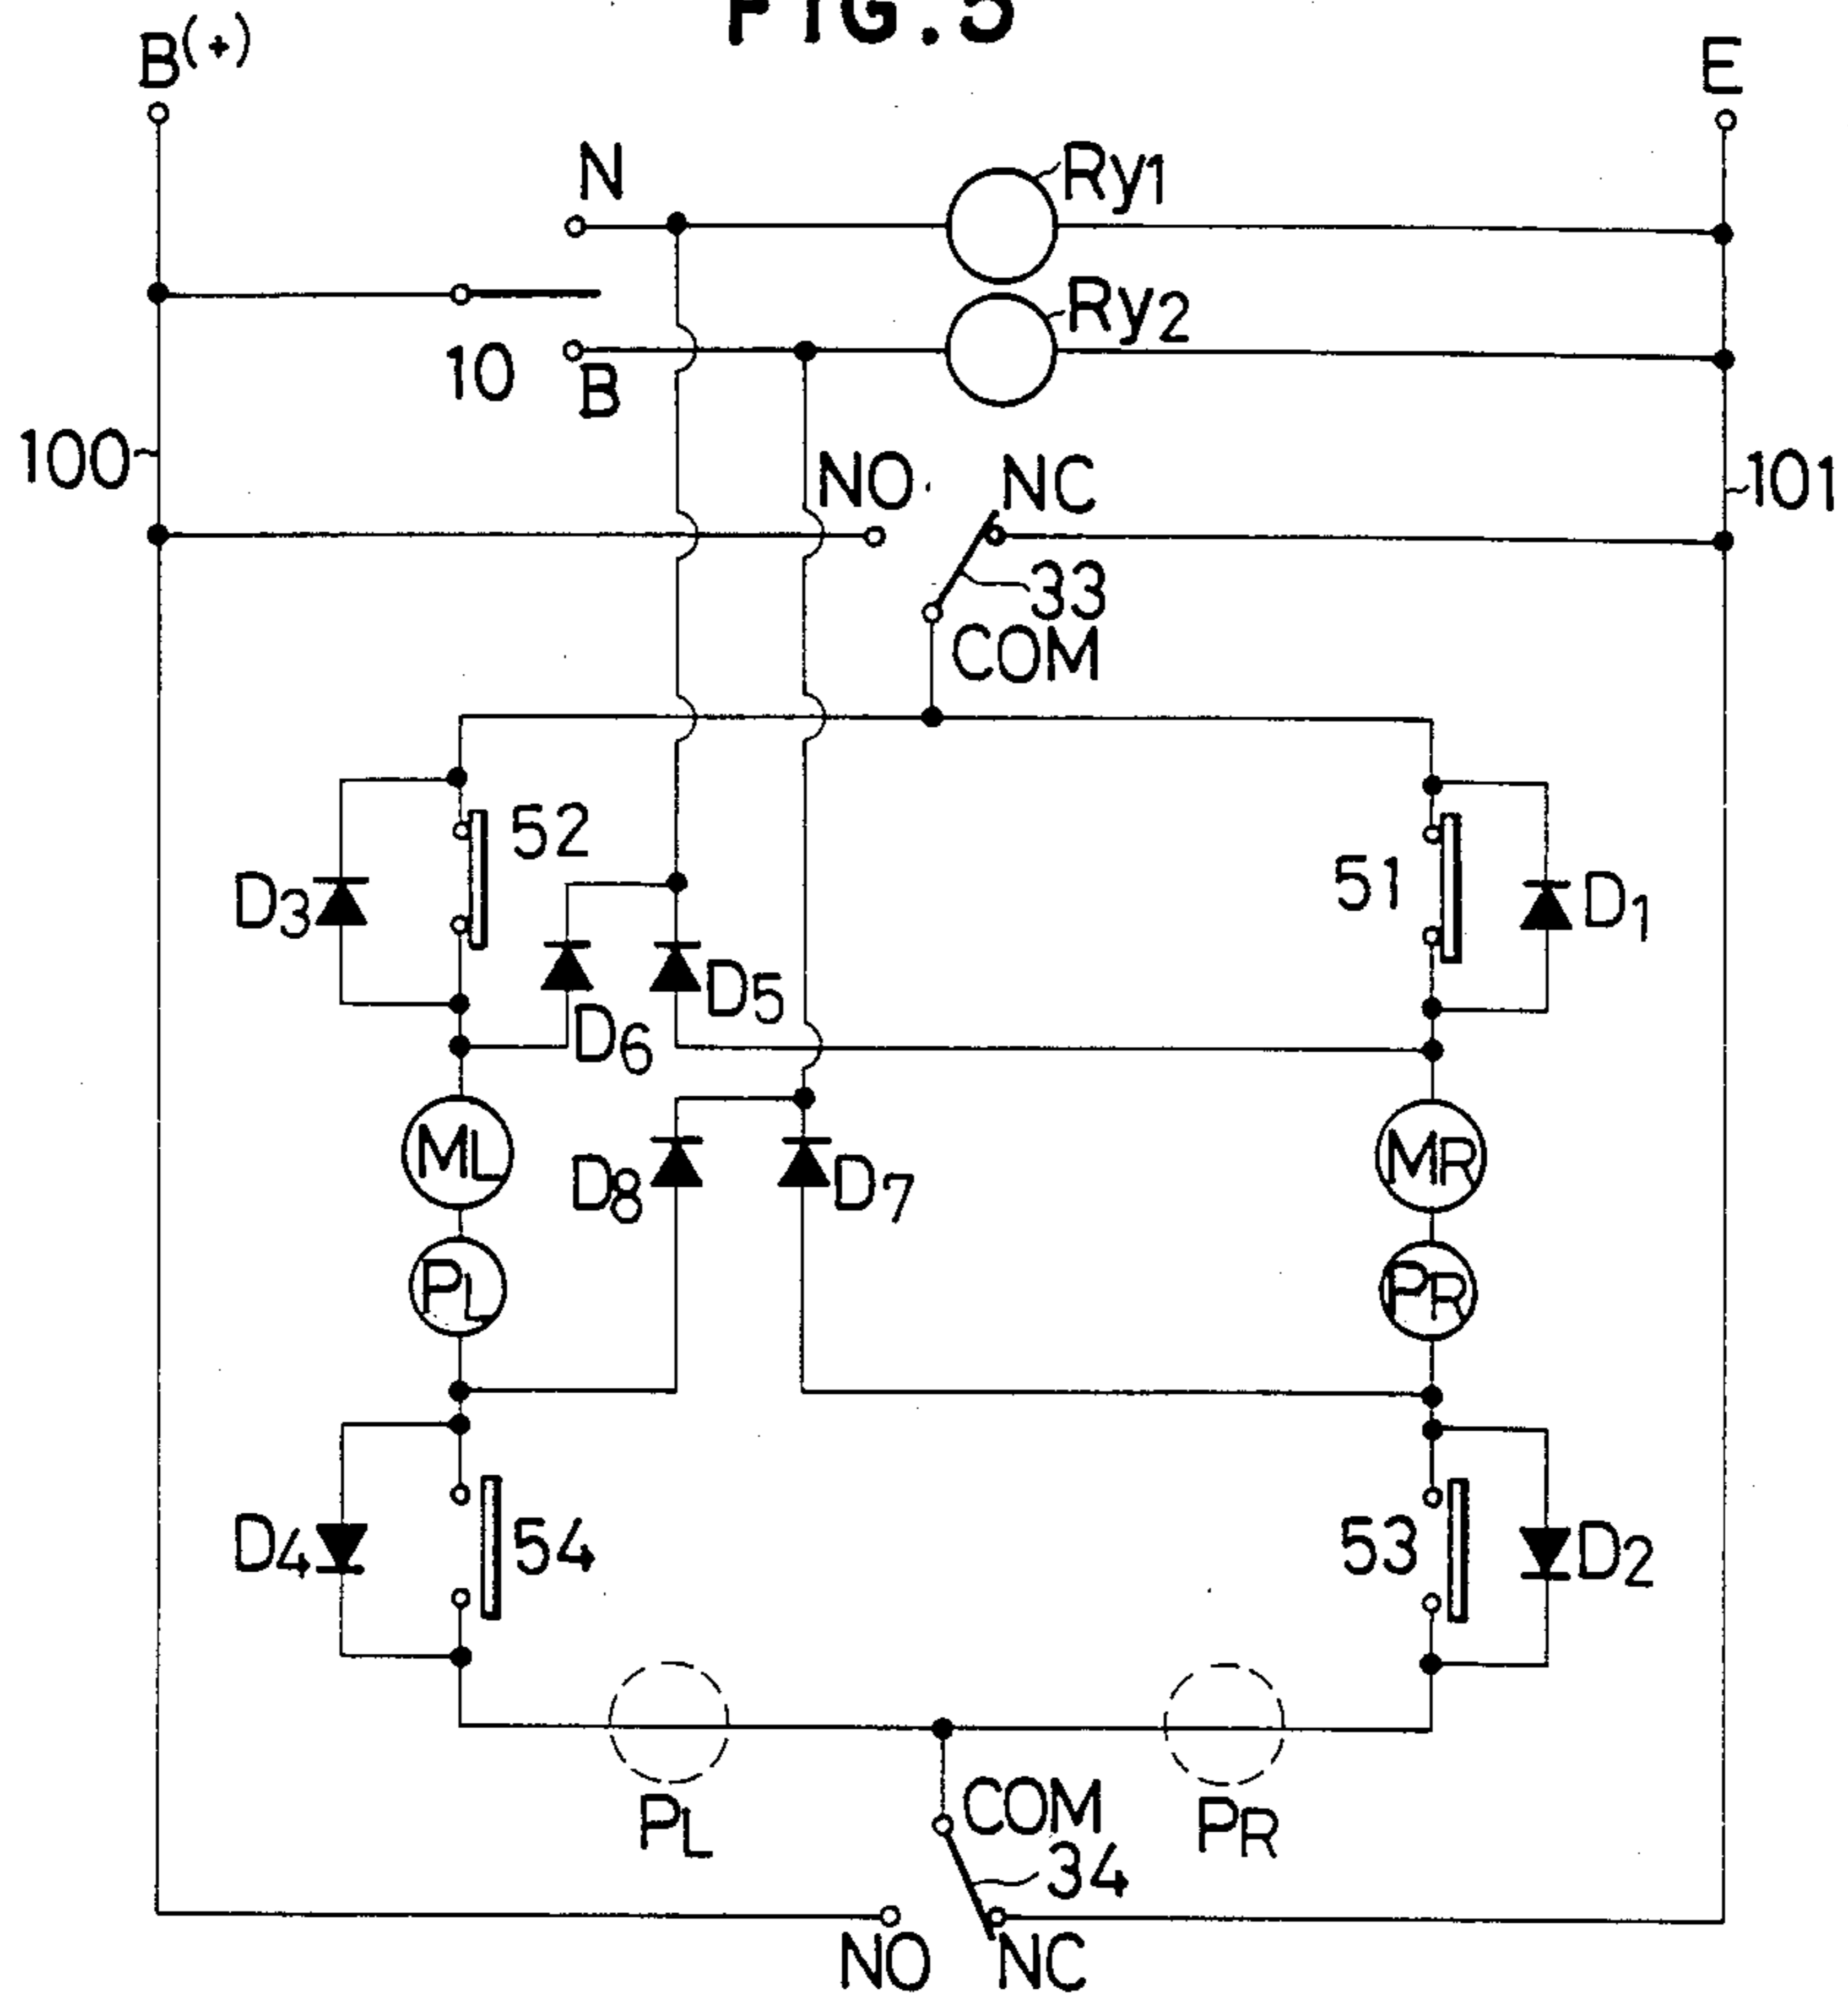 FIG.5
B(+)
E
N
Ry1
Ry2
10
B
100
NO
NC
101
33
COM
52
51
D3
D1
D5
D6
ML
MR
D8
D7
PL
PR
D4
54
53
D2
PL
COM
PR
34
NO
NC